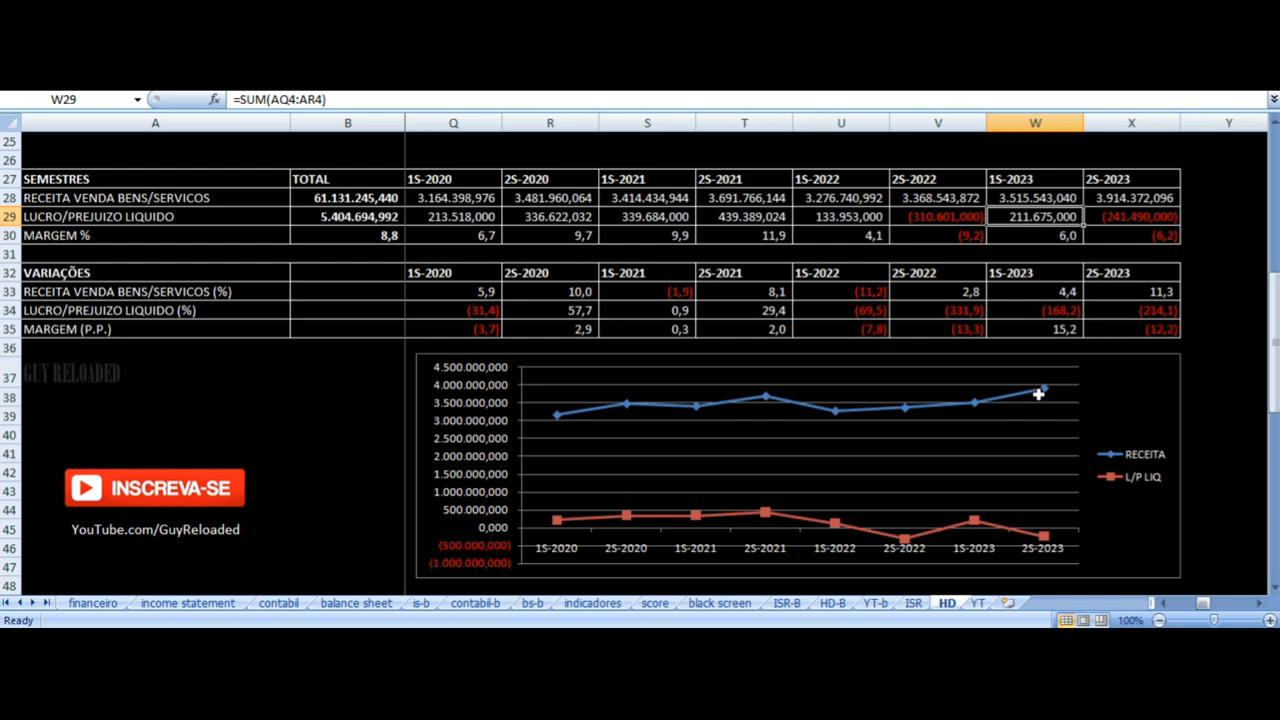 W29 fx =SUM(AQ4:AR4)
A B Q R S T U V W X Y
25
26
27 SEMESTRES TOTAL 1S-2020 2S-2020 1S-2021 2S-2021 1S-2022 2S-2022 1S-2023 2S-2023
28 RECEITA VENDA BENS/SERVICOS 61.131.245,440 3.164.398,976 3.481.960,064 3.414.434,944 3.691.766,144 3.276.740,992 3.368.543,872 3.515.543,040 3.914.372,096
29 LUCRO/PREJUIZO LIQUIDO 5.404.694,992 213.518,000 336.622,032 339.684,000 439.389,024 133.953,000 (310.601,000) 211.675,000 (241.490,000)
30 MARGEM % 8,8 6,7 9,7 9,9 11,9 4,1 (9,2) 6,0 (6,2)
31
32 VARIAÇÕES 1S-2020 2S-2020 1S-2021 2S-2021 1S-2022 2S-2022 1S-2023 2S-2023
33 RECEITA VENDA BENS/SERVICOS (%) 5,9 10,0 (1,9) 8,1 (11,2) 2,8 4,4 11,3
34 LUCRO/PREJUIZO LIQUIDO (%) (31,4) 57,7 0,9 29,4 (69,5) (331,9) (168,2) (214,1)
35 MARGEM (P.P.) (3,7) 2,9 0,3 2,0 (7,8) (13,3) 15,2 (12,2)
36
37 GUY RELOADED
38
39
40
41
42
43
44
45
46
47
48
4.500.000,000
4.000.000,000
3.500.000,000
3.000.000,000
2.500.000,000
2.000.000,000
1.500.000,000
1.000.000,000
500.000,000
0,000
(500.000,000)
(1.000.000,000)
1S-2020 2S-2020 1S-2021 2S-2021 1S-2022 2S-2022 1S-2023 2S-2023
RECEITA
L/P LIQ
INSCREVA-SE
YouTube.com/GuyReloaded
financeiro income statement contabil balance sheet is-b contabil-b bs-b indicadores score black screen ISR-B HD-B YT-b ISR HD YT
Ready 100%